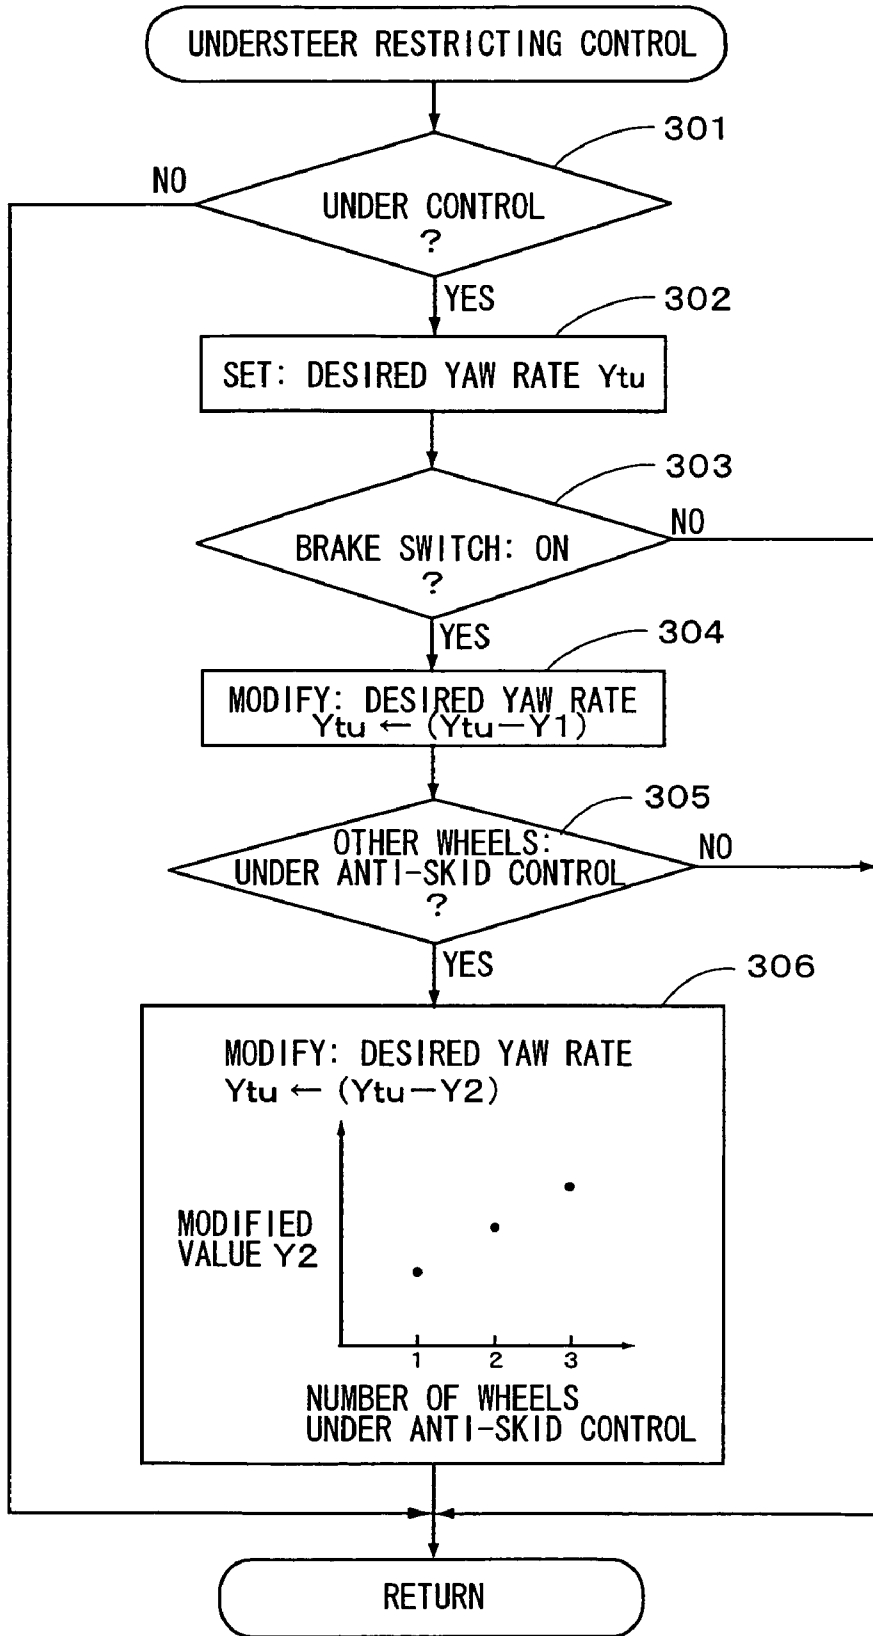 UNDERSTEER RESTRICTING CONTROL
301
NO
UNDER CONTROL
?
YES
302
SET: DESIRED YAW RATE Ytu
303
NO
BRAKE SWITCH: ON
?
YES
304
MODIFY: DESIRED YAW RATE
Ytu ← (Ytu−Y1)
305
OTHER WHEELS:
NO
UNDER ANTI-SKID CONTROL
?
YES
306
MODIFY: DESIRED YAW RATE
Ytu ← (Ytu−Y2)
MODIFIED
VALUE Y2
1 2 3
NUMBER OF WHEELS
UNDER ANTI-SKID CONTROL
RETURN